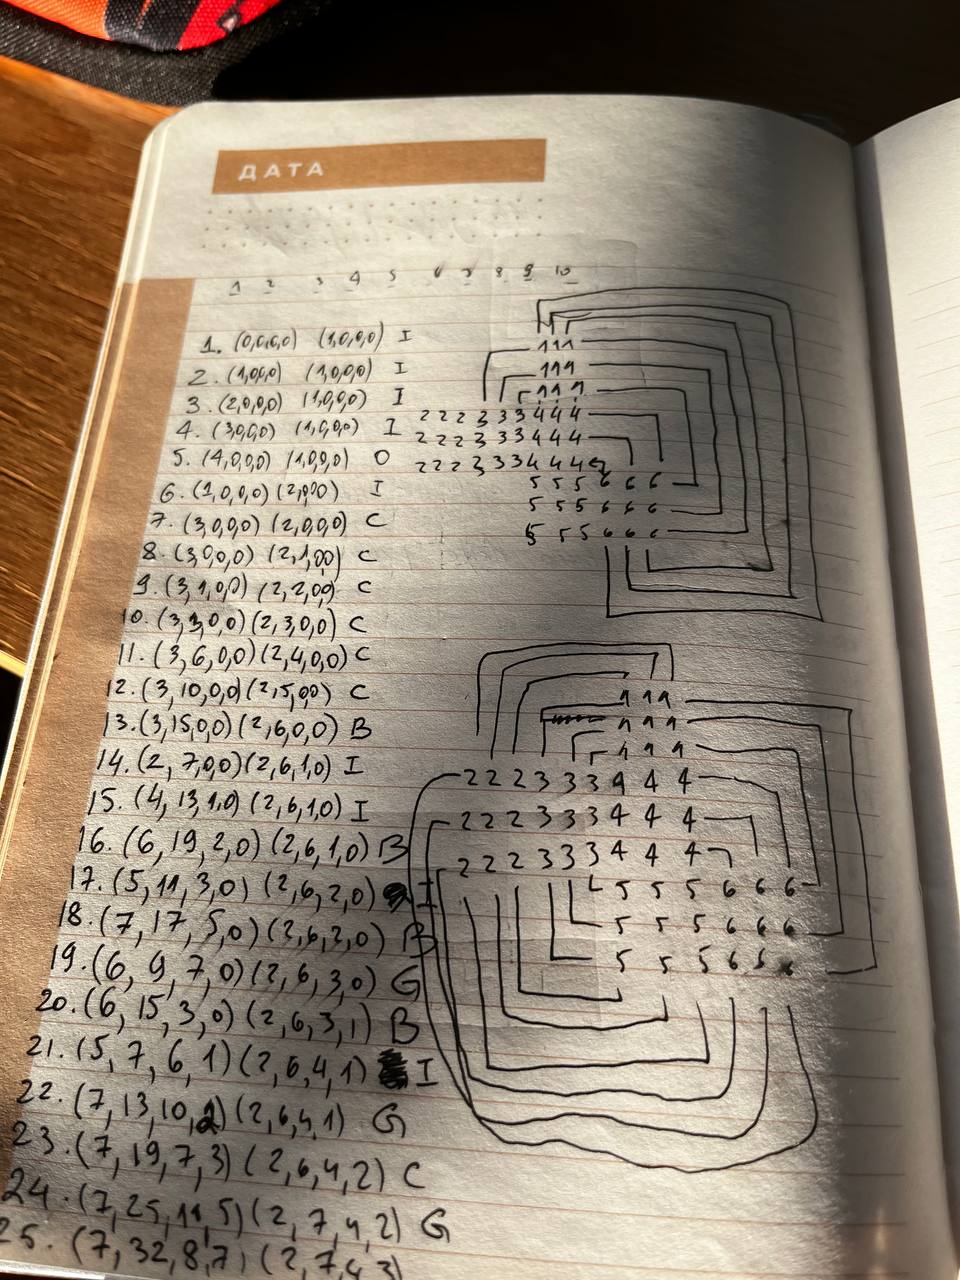 ДАТА
1 2 3 4 5 6 7 8 9 10
1. (0,0,0,0) (1,0,0,0) I
2. (1,0,0,0) (1,0,0,0) I
3. (2,0,0,0) (1,0,0,0) I
4. (3,0,0,0) (1,0,0,0) I
5. (4,0,0,0) (1,0,0,0) O
6. (1,0,0,0) (2,0,0,0) I
7. (3,0,0,0) (2,0,0,0) C
8. (3,0,0,0) (2,1,0,0) C
9. (3,1,0,0) (2,2,0,0) C
10. (3,3,0,0) (2,3,0,0) C
11. (3,6,0,0) (2,4,0,0) C
12. (3,10,0,0) (2,5,0,0) C
13. (3,15,0,0) (2,6,0,0) B
14. (2,7,0,0) (2,6,1,0) I
15. (4,13,1,0) (2,6,1,0) I
16. (6,19,2,0) (2,6,1,0) B
17. (5,11,3,0) (2,6,2,0) I
18. (7,17,5,0) (2,6,2,0) B
19. (6,9,7,0) (2,6,3,0) G
20. (6,15,3,0) (2,6,3,1) B
21. (5,7,6,1) (2,6,4,1) I
22. (7,13,10,2) (2,6,4,1) G
23. (7,19,7,3) (2,6,4,2) C
24. (7,25,11,5) (2,7,4,2) G
25. (7,32,8,7) (2,7,4,3)
1 1 1
1 1 1
1 1 1
2 2 2 3 3 3 4 4 4
2 2 2 3 3 3 4 4 4
2 2 2 3 3 3 4 4 4
5 5 5 6 6 6
5 5 5 6 6 6
5 5 5 6 6 6
1 1 1
1 1 1
1 1 1
2 2 2 3 3 3 4 4 4
2 2 2 3 3 3 4 4 4
2 2 2 3 3 3 4 4 4
5 5 5 6 6 6
5 5 5 6 6 6
5 5 5 6